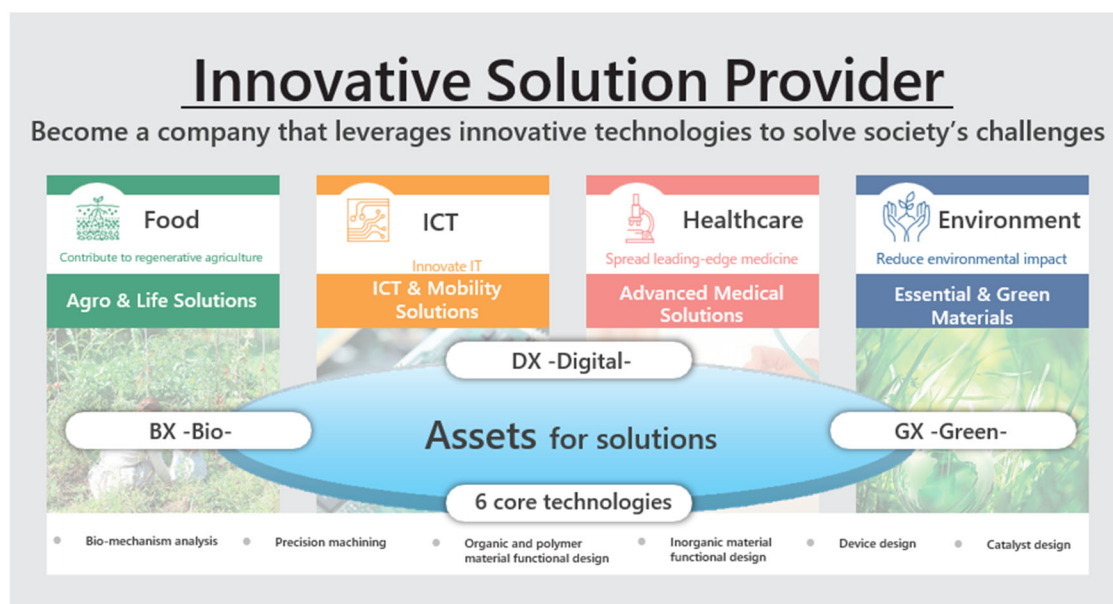 Innovative Solution Provider
Become a company that leverages innovative technologies to solve society's challenges
Food
Contribute to regenerative agriculture
Agro & Life Solutions
ICT
Innovate IT
ICT & Mobility
Solutions
Healthcare
Spread leading-edge medicine
Advanced Medical
Solutions
Environment
Reduce environmental impact
Essential & Green
Materials
DX -Digital-
BX -Bio-
Assets for solutions
GX -Green-
6 core technologies
Bio-mechanism analysis
Precision machining
Organic and polymer
material functional design
Inorganic material
functional design
Device design
Catalyst design